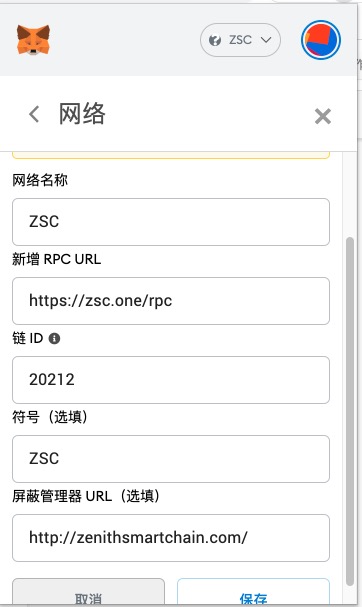 ZSC
网络
网络名称
ZSC
新增 RPC URL
https://zsc.one/rpc
链 ID
20212
符号（选填）
ZSC
屏蔽管理器 URL（选填）
http://zenithsmartchain.com/
取消
保存